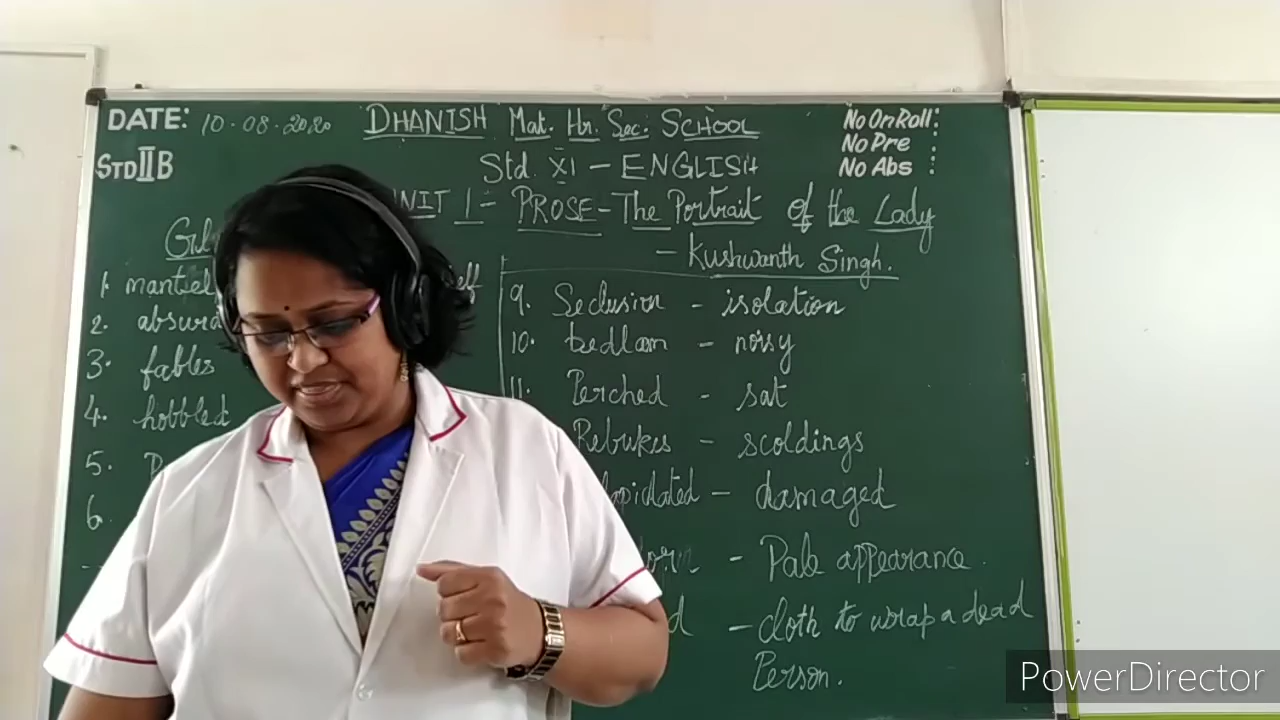 DATE: 10.08.2020
STD II B
DHANISH Mat. Hr. Sec. SCHOOL
No On Roll:
No Pre :
No Abs :
Std. XI - ENGLISH
UNIT 1 - PROSE - The Portrait of the Lady
- Kushwanth Singh.
1. mantel
2. absurd
3. fables
4. hobbled
5.
6.
9. Seclusion - isolation
10. bedlam - noisy
11. Perched - sat
Rebukes - scoldings
lapidated - damaged
- Pale appearance.
- cloth to wrap a dead
Person.
PowerDirector